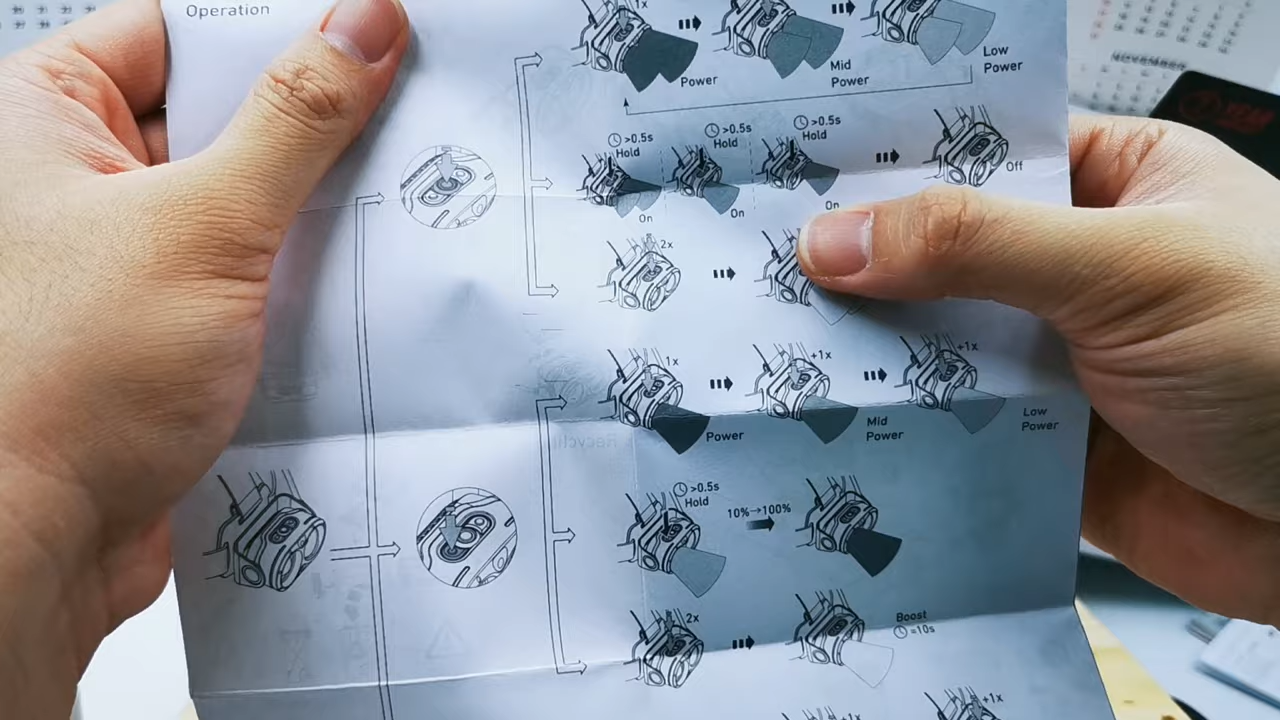 Operation
1x
Power
Mid
Power
Low
Power
>0.5s
Hold
On
>0.5s
Hold
On
>0.5s
Hold
On
Off
2x
1x
Power
+1x
Mid
Power
+1x
Low
Power
>0.5s
Hold
10%→100%
2x
Boost
=10s
+1x
+1x
NOVEMBER